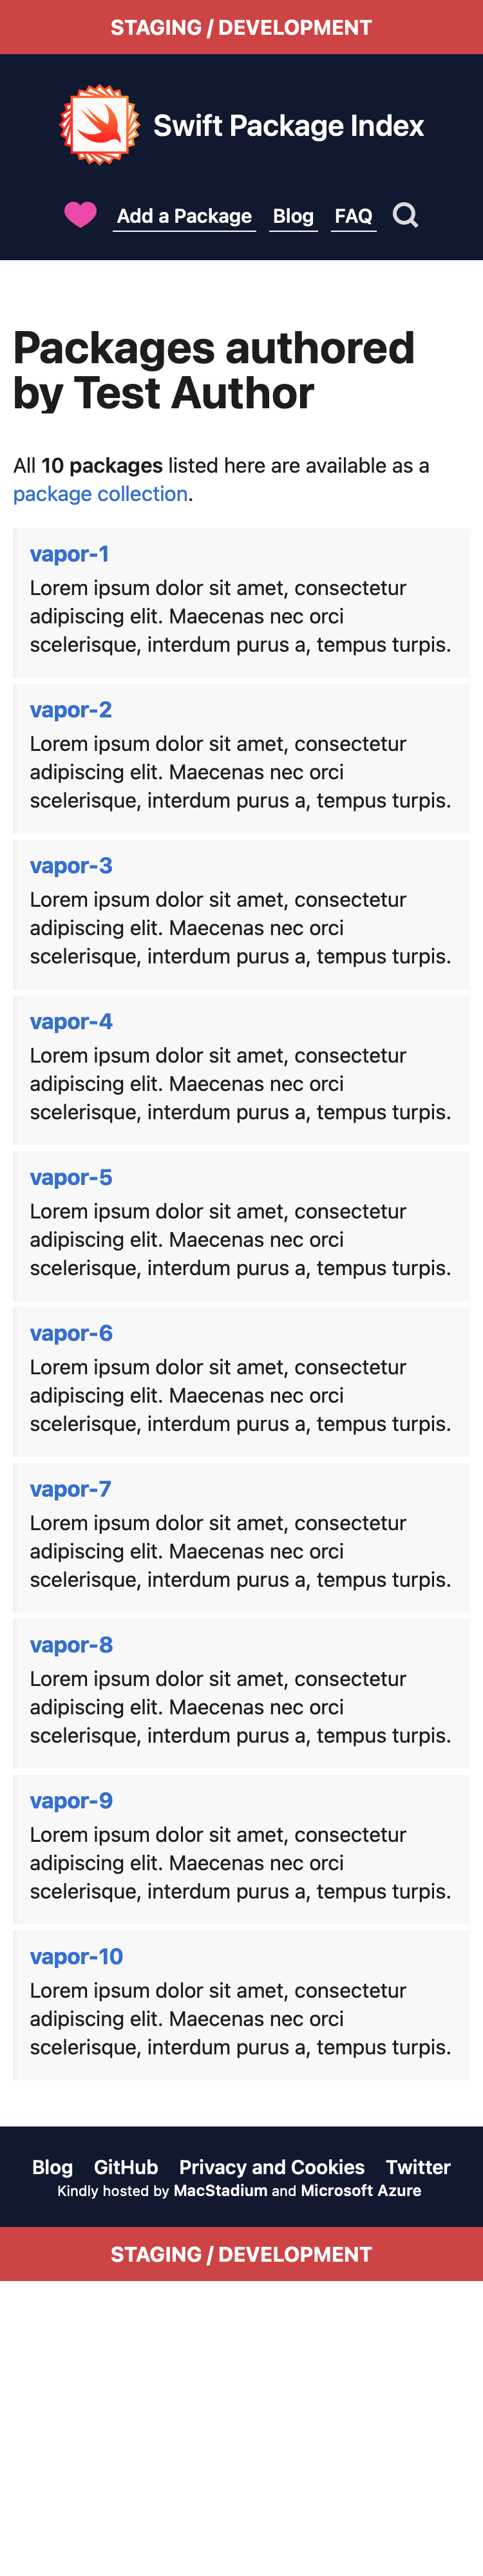 STAGING / DEVELOPMENT
Swift Package Index
Add a Package Blog FAQ
Packages authored
by Test Author
All 10 packages listed here are available as a
package collection.
vapor-1
Lorem ipsum dolor sit amet, consectetur
adipiscing elit. Maecenas nec orci
scelerisque, interdum purus a, tempus turpis.
vapor-2
Lorem ipsum dolor sit amet, consectetur
adipiscing elit. Maecenas nec orci
scelerisque, interdum purus a, tempus turpis.
vapor-3
Lorem ipsum dolor sit amet, consectetur
adipiscing elit. Maecenas nec orci
scelerisque, interdum purus a, tempus turpis.
vapor-4
Lorem ipsum dolor sit amet, consectetur
adipiscing elit. Maecenas nec orci
scelerisque, interdum purus a, tempus turpis.
vapor-5
Lorem ipsum dolor sit amet, consectetur
adipiscing elit. Maecenas nec orci
scelerisque, interdum purus a, tempus turpis.
vapor-6
Lorem ipsum dolor sit amet, consectetur
adipiscing elit. Maecenas nec orci
scelerisque, interdum purus a, tempus turpis.
vapor-7
Lorem ipsum dolor sit amet, consectetur
adipiscing elit. Maecenas nec orci
scelerisque, interdum purus a, tempus turpis.
vapor-8
Lorem ipsum dolor sit amet, consectetur
adipiscing elit. Maecenas nec orci
scelerisque, interdum purus a, tempus turpis.
vapor-9
Lorem ipsum dolor sit amet, consectetur
adipiscing elit. Maecenas nec orci
scelerisque, interdum purus a, tempus turpis.
vapor-10
Lorem ipsum dolor sit amet, consectetur
adipiscing elit. Maecenas nec orci
scelerisque, interdum purus a, tempus turpis.
Blog GitHub Privacy and Cookies Twitter
Kindly hosted by MacStadium and Microsoft Azure
STAGING / DEVELOPMENT